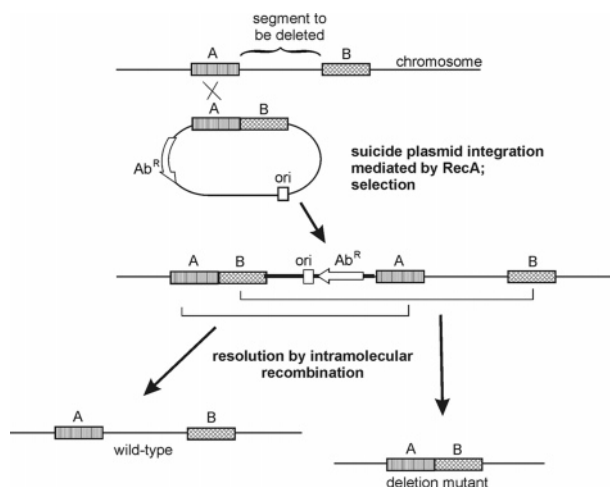 segment to
be deleted
A
B
chromosome
A B
Ab^R
ori
suicide plasmid integration
mediated by RecA;
selection
A B ori Ab^R A B
resolution by intramolecular
recombination
A B
wild-type
A B
deletion mutant